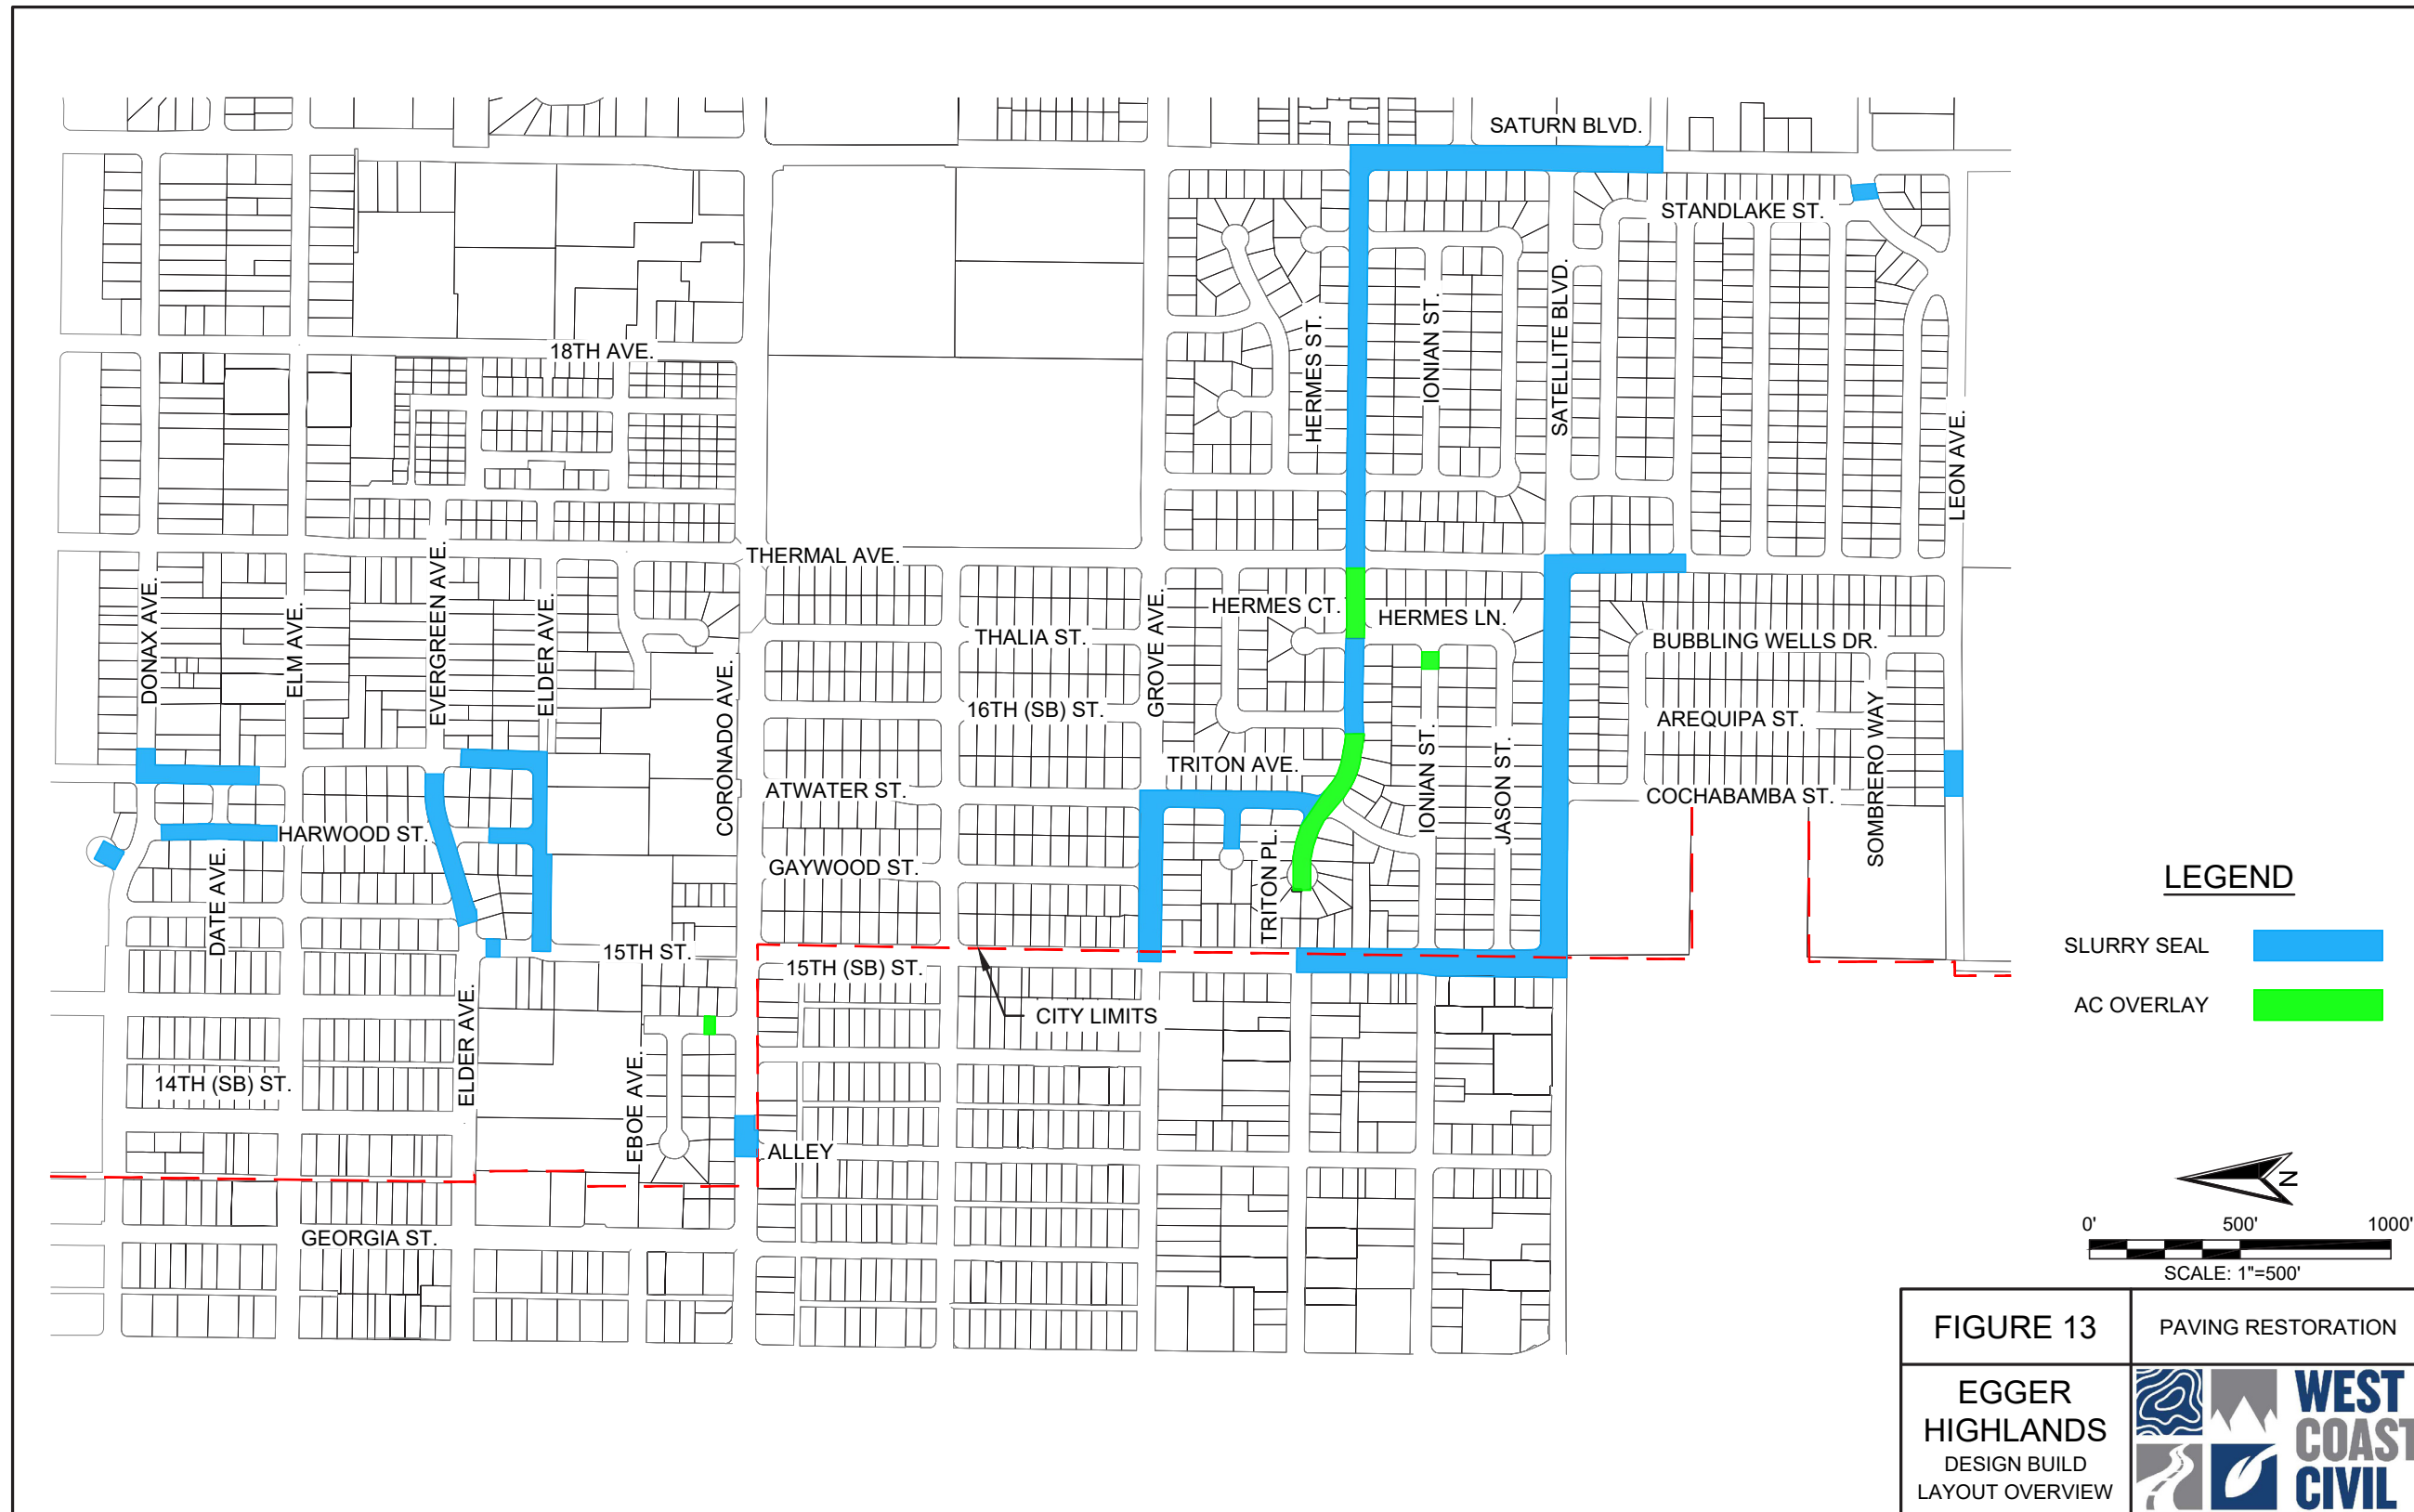 SATURN BLVD.
STANDLAKE ST.
18TH AVE.
HERMES ST.
IONIAN ST.
SATELLITE BLVD.
LEON AVE.
THERMAL AVE.
DONAX AVE.
ELM AVE.
EVERGREEN AVE.
ELDER AVE.
CORONADO AVE.
GROVE AVE.
HERMES CT.
HERMES LN.
THALIA ST.
BUBBLING WELLS DR.
16TH (SB) ST.
AREQUIPA ST.
SOMBRERO WAY
TRITON AVE.
IONIAN ST.
JASON ST.
ATWATER ST.
COCHABAMBA ST.
HARWOOD ST.
DATE AVE.
GAYWOOD ST.
TRITON PL.
15TH ST.
15TH (SB) ST.
CITY LIMITS
ELDER AVE.
EBOE AVE.
14TH (SB) ST.
ALLEY
GEORGIA ST.
LEGEND
SLURRY SEAL
AC OVERLAY
N
0' 500' 1000'
SCALE: 1"=500'
FIGURE 13
PAVING RESTORATION
EGGER
HIGHLANDS
DESIGN BUILD
LAYOUT OVERVIEW
WEST
COAST
CIVIL